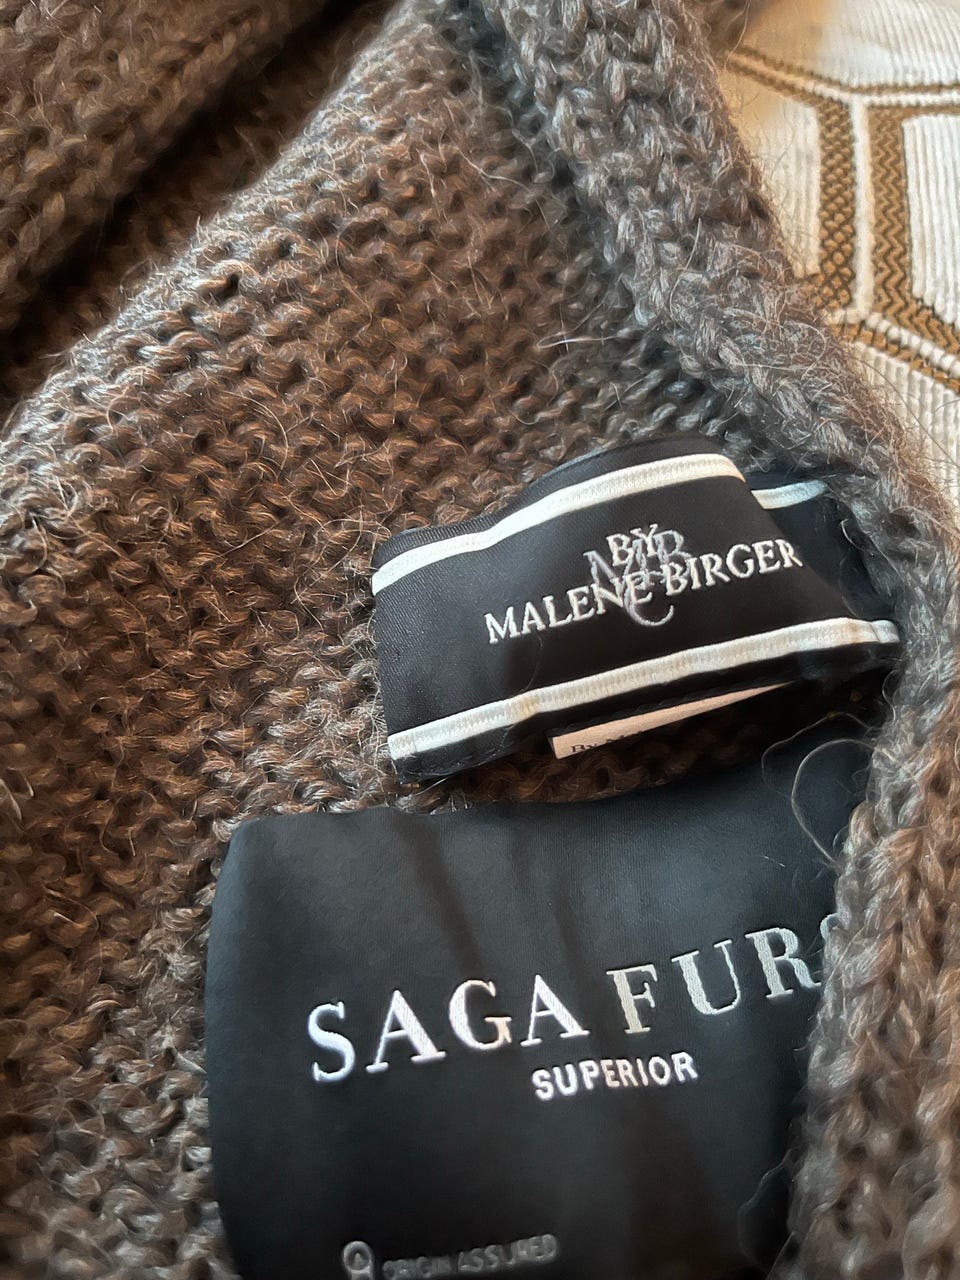 BY
MALENE BIRGER
SAGA FURS
SUPERIOR
ORIGIN ASSURED